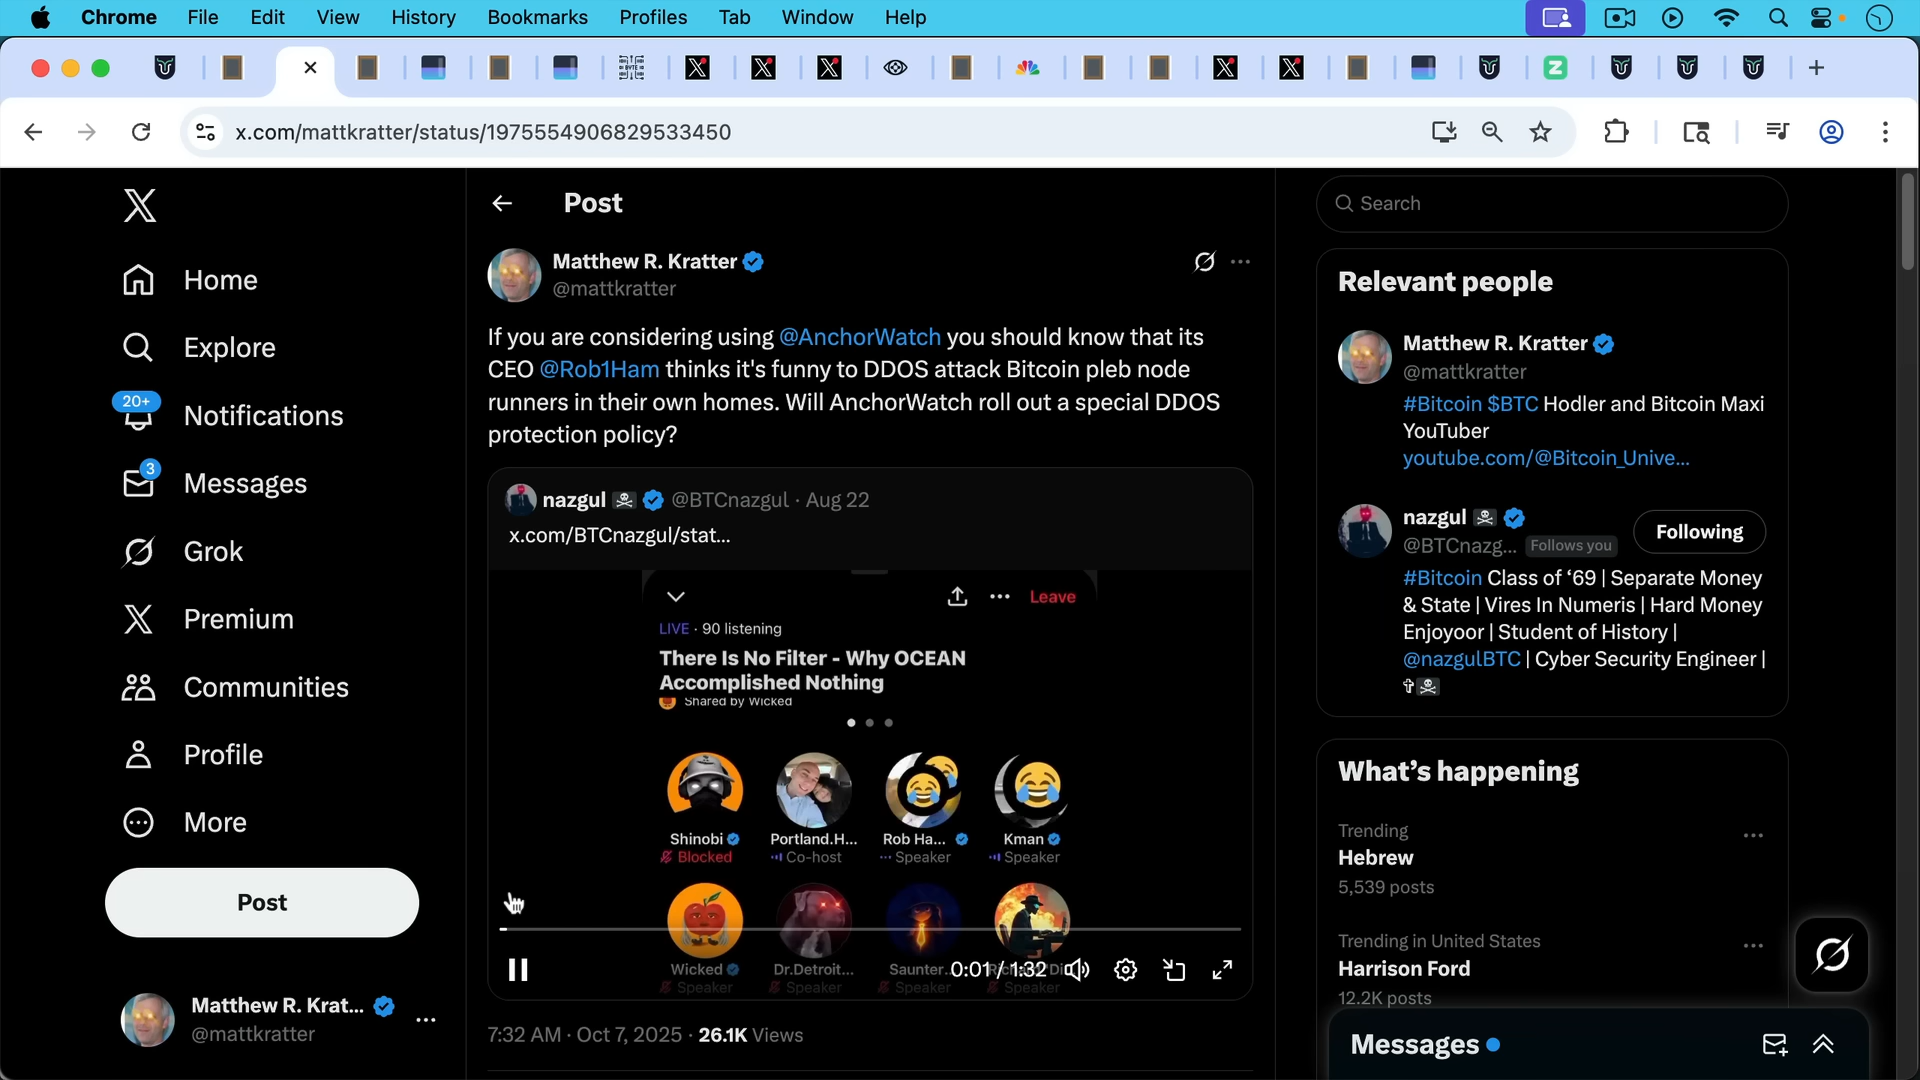 Chrome File Edit View History Bookmarks Profiles Tab Window Help
x.com/mattkratter/status/1975554906829533450
Home
Explore
20+
Notifications
3
Messages
Grok
Premium
Communities
Profile
More
Post
Matthew R. Krat...
@mattkratter
Post
Matthew R. Kratter
@mattkratter
If you are considering using @AnchorWatch you should know that its
CEO @Rob1Ham thinks it's funny to DDOS attack Bitcoin pleb node
runners in their own homes. Will AnchorWatch roll out a special DDOS
protection policy?
nazgul @BTCnazgul · Aug 22
x.com/BTCnazgul/stat...
Leave
LIVE · 90 listening
There Is No Filter - Why OCEAN
Accomplished Nothing
Shared by Wicked
Shinobi Portland.H... Rob Ha... Kman
Blocked Co-host Speaker Speaker
Wicked Dr.Detroit... Saunter...
Speaker Speaker Speaker Speaker
0:01 / 1:32
7:32 AM · Oct 7, 2025 · 26.1K Views
Search
Relevant people
Matthew R. Kratter
@mattkratter
#Bitcoin $BTC Hodler and Bitcoin Maxi
YouTuber
youtube.com/@Bitcoin_Unive...
nazgul
@BTCnazg... Follows you
Following
#Bitcoin Class of ‘69 | Separate Money
& State | Vires In Numeris | Hard Money
Enjoyoor | Student of History |
@nazgulBTC | Cyber Security Engineer |
What’s happening
Trending
Hebrew
5,539 posts
Trending in United States
Harrison Ford
12.2K posts
Messages